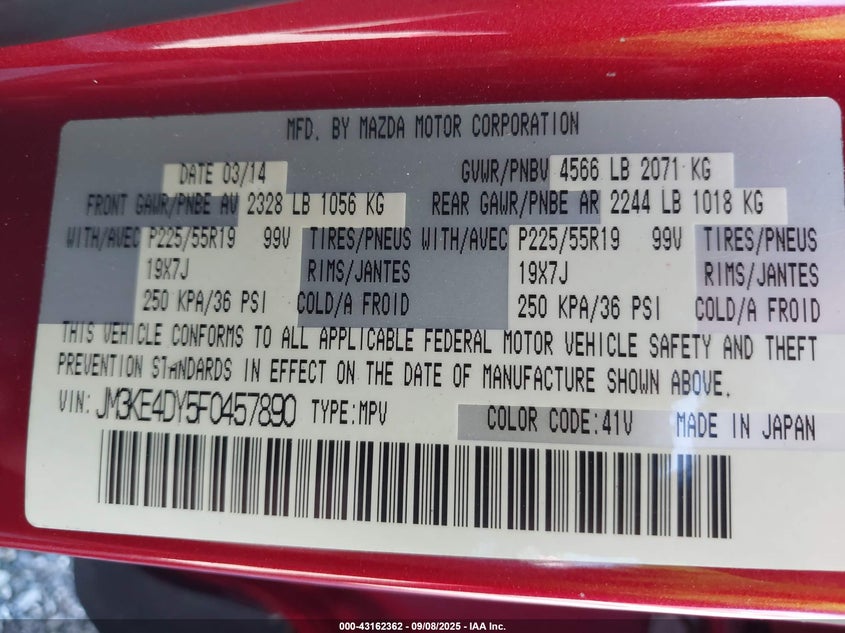 MFD. BY MAZDA MOTOR CORPORATION
DATE 03/14 GVWR/PNBV 4566 LB 2071 KG
FRONT GAWR/PNBE AV 2328 LB 1056 KG REAR GAWR/PNBE AR 2244 LB 1018 KG
WITH/AVEC P225/55R19 99V TIRES/PNEUS WITH/AVEC P225/55R19 99V TIRES/PNEUS
19X7J RIMS/JANTES 19X7J RIMS/JANTES
250 KPA/36 PSI COLD/A FROID 250 KPA/36 PSI COLD/A FROID
THIS VEHICLE CONFORMS TO ALL APPLICABLE FEDERAL MOTOR VEHICLE SAFETY AND THEFT
PREVENTION STANDARDS IN EFFECT ON THE DATE OF MANUFACTURE SHOWN ABOVE.
VIN: JM3KE4DY5F0457890 TYPE:MPV COLOR CODE:41V MADE IN JAPAN
000-43162362 - 09/08/2025 - IAA Inc.